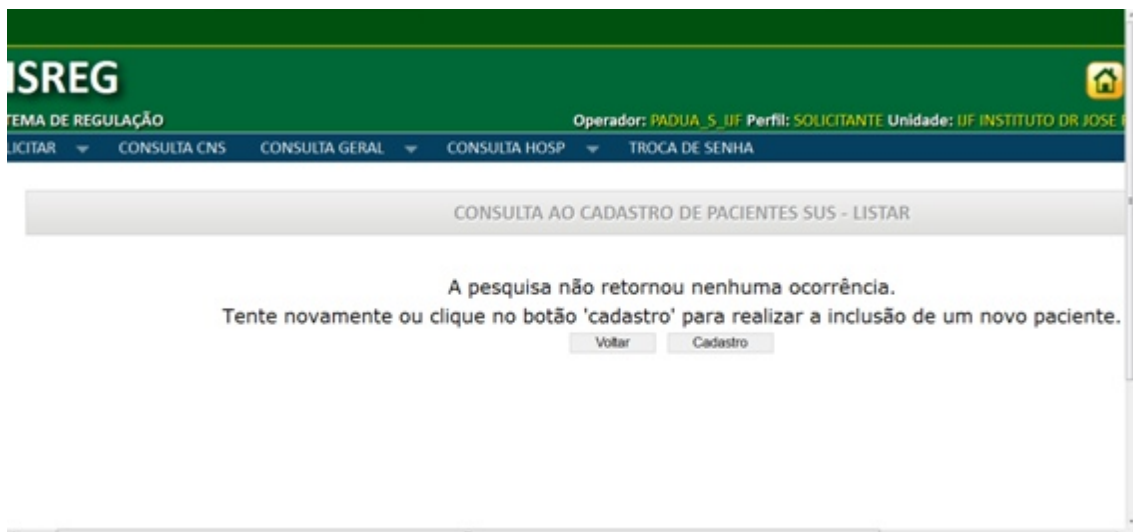 ISREG
TEMA DE REGULAÇÃO
Operador: PADUA_S_IJF Perfil: SOLICITANTE Unidade: IJF INSTITUTO DR JOSE
LICITAR CONSULTA CNS CONSULTA GERAL CONSULTA HOSP TROCA DE SENHA
CONSULTA AO CADASTRO DE PACIENTES SUS - LISTAR
A pesquisa não retornou nenhuma ocorrência.
Tente novamente ou clique no botão 'cadastro' para realizar a inclusão de um novo paciente.
Voltar Cadastro